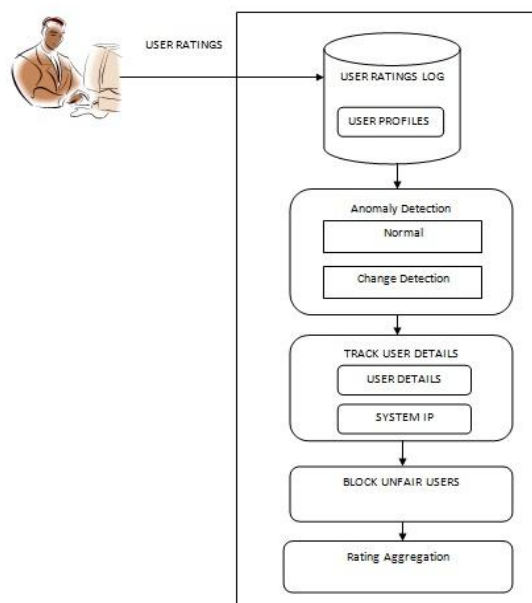 USER RATINGS
USER RATINGS LOG
USER PROFILES
Anomaly Detection
Normal
Change Detection
TRACK USER DETAILS
USER DETAILS
SYSTEM IP
BLOCK UNFAIR USERS
Rating Aggregation